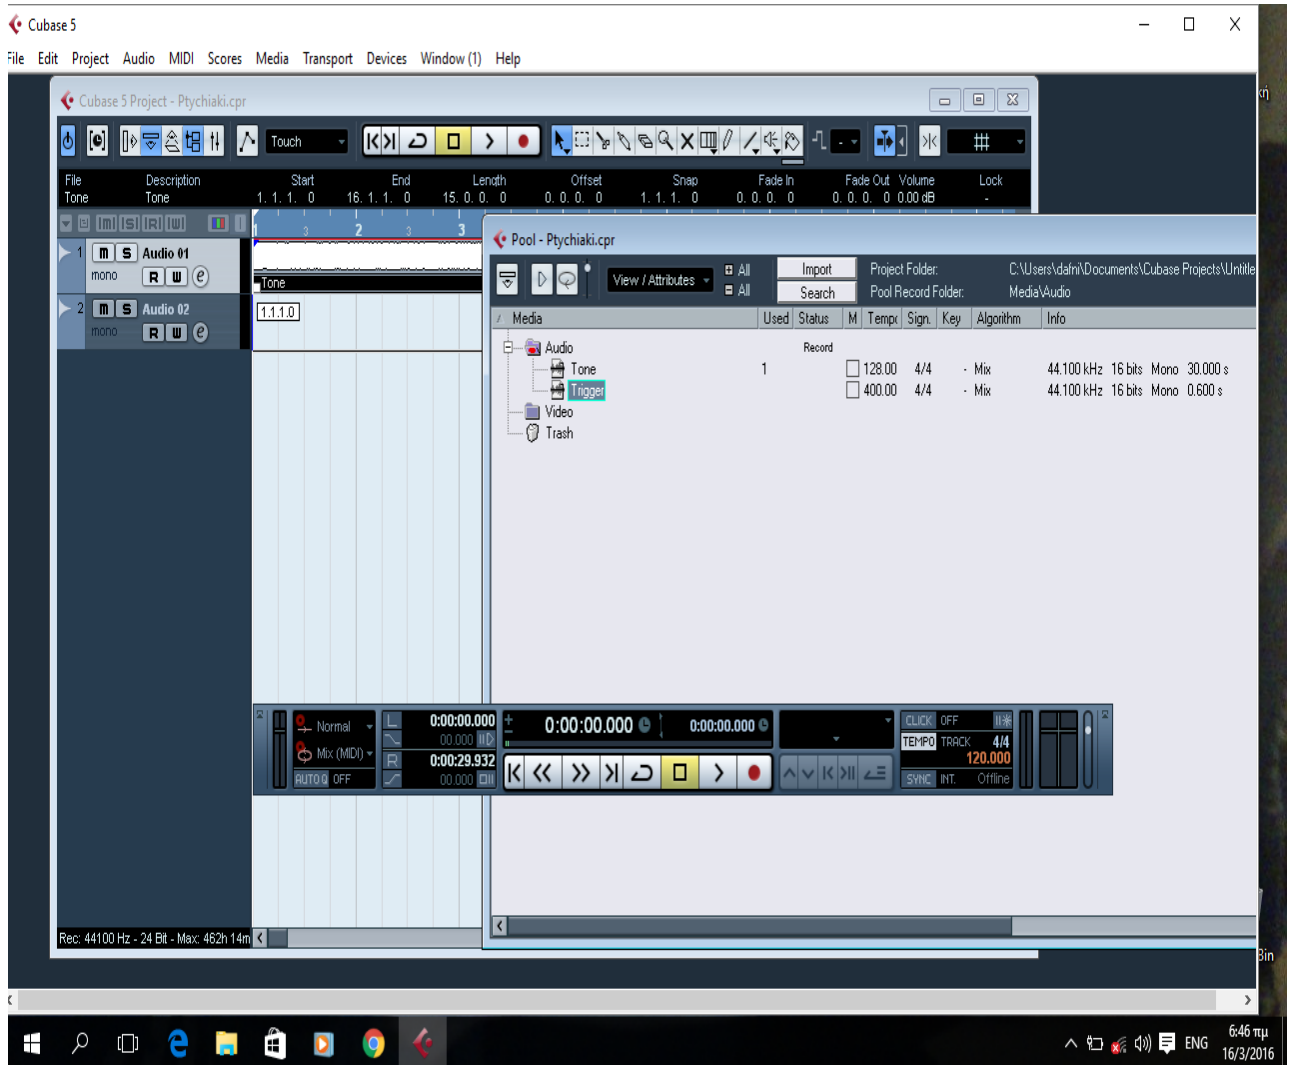 Cubase 5
File Edit Project Audio MIDI Scores Media Transport Devices Window (1) Help
Cubase 5 Project - Ptychiaki.cpr
Touch
File Description Start End Length Offset Snap Fade In Fade Out Volume Lock
Tone Tone 1. 1. 1. 0 16. 1. 1. 0 15. 0. 0. 0 0. 0. 0. 0 1. 1. 1. 0 0. 0. 0. 0 0. 0. 0. 0 0.00 dB -
m S R W
1 3 2 3 3
1 m S Audio 01
mono R W e
Tone
2 m S Audio 02
mono R W e
1.1.1.0
Pool - Ptychiaki.cpr
View / Attributes All Import Project Folder: C:\Users\dafni\Documents\Cubase Projects\Untitle
All Search Pool Record Folder: Media\Audio
Media Used Status M Tempo Sign. Key Algorithm Info
Audio Record
Tone 1 128.00 4/4 - Mix 44.100 kHz 16 bits Mono 30.000 s
Trigger 400.00 4/4 - Mix 44.100 kHz 16 bits Mono 0.600 s
Video
Trash
Normal L 0:00:00.000 0:00:00.000 0:00:00.000 CLICK OFF
00.000
Mix (MIDI) R 0:00:29.932 TEMPO TRACK 4/4
120.000
AUTO Q OFF 00.000 SYNC INT. Offline
Rec: 44100 Hz - 24 Bit - Max: 462h 14m
κή
Bin
ENG
6:46 πμ
16/3/2016